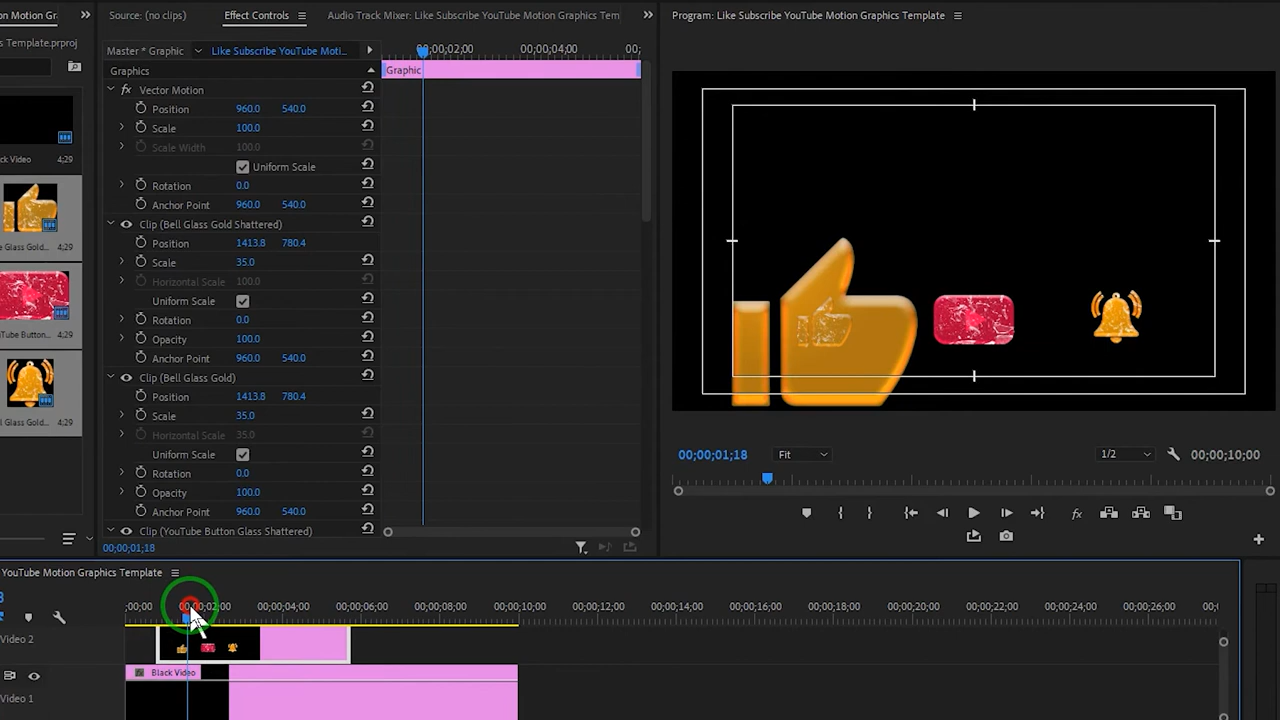 ion Motion Gr
Source: (no clips)
Effect Controls
Audio Track Mixer: Like Subscribe YouTube Motion Graphics Tem
Program: Like Subscribe YouTube Motion Graphics Template
s Template.prproj
Master * Graphic
Like Subscribe YouTube Moti...
00;00;02;00
00;00;04;00
00;
Graphics
Graphic
Vector Motion
Position 960.0 540.0
Scale 100.0
Scale Width 100.0
Uniform Scale
Rotation 0.0
Anchor Point 960.0 540.0
Clip (Bell Glass Gold Shattered)
Position 1413.8 780.4
Scale 35.0
Horizontal Scale 100.0
Uniform Scale
Rotation 0.0
Opacity 100.0
Anchor Point 960.0 540.0
Clip (Bell Glass Gold)
Position 1413.8 780.4
Scale 35.0
Horizontal Scale 35.0
Uniform Scale
Rotation 0.0
Opacity 100.0
Anchor Point 960.0 540.0
Clip (YouTube Button Glass Shattered)
00;00;01;18
ck Video 4;29
e Glass Gold... 4;29
uTube Button... 4;29
ll Glass Gold... 4;29
00;00;01;18
Fit
1/2
00;00;10;00
YouTube Motion Graphics Template
;00;00
00;00;02;00
00;00;04;00
00;00;06;00
00;00;08;00
00;00;10;00
00;00;12;00
00;00;14;00
00;00;16;00
00;00;18;00
00;00;20;00
00;00;22;00
00;00;24;00
00;00;26;00
00;
Video 2
Black Video
Video 1